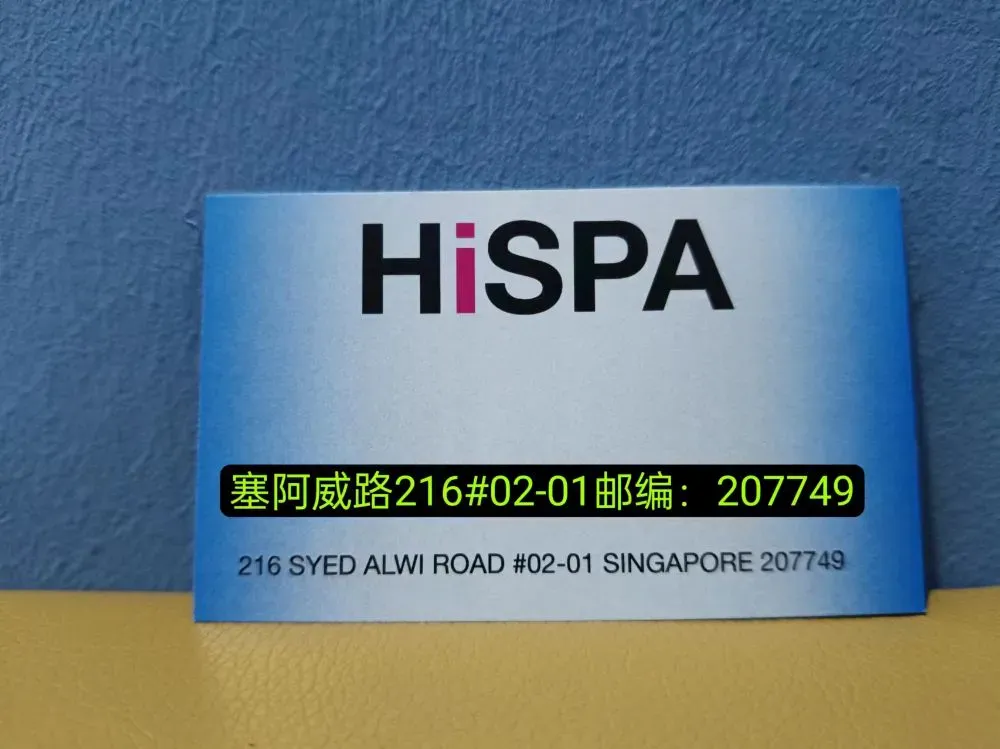 HiSPA
塞阿威路216#02-01邮编：207749
216 SYED ALWI ROAD #02-01 SINGAPORE 207749